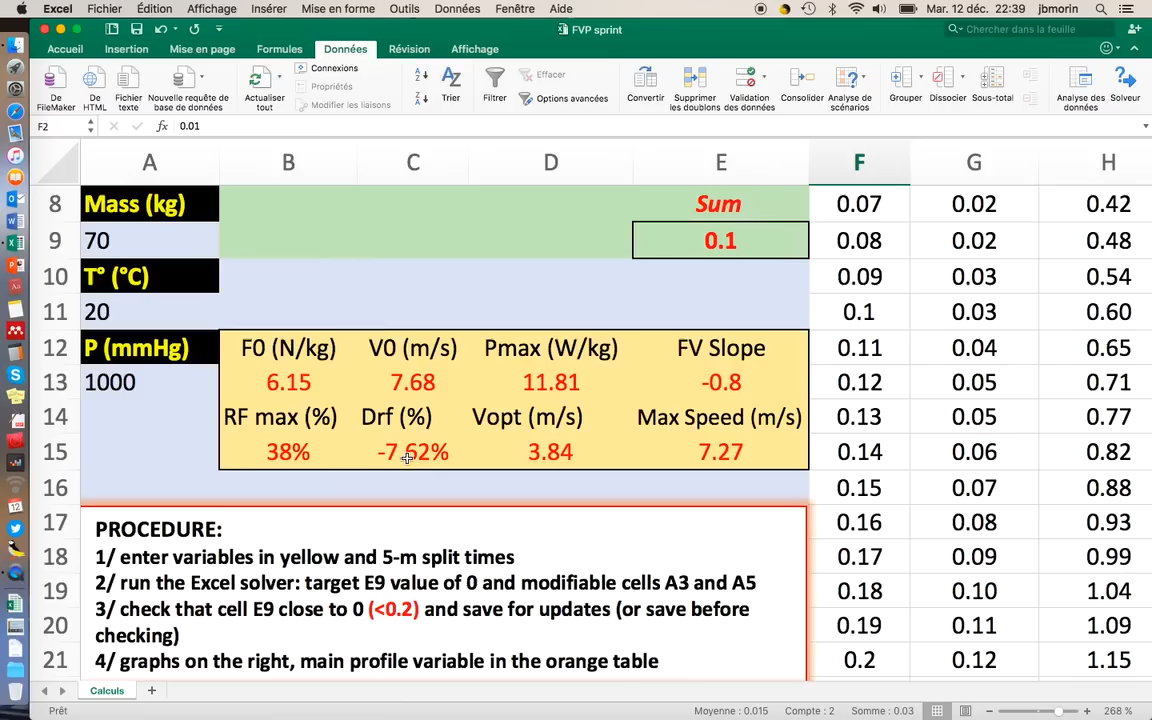 Excel Fichier Édition Affichage Insérer Mise en forme Outils Données Fenêtre Aide Mar. 12 déc. 22:39 jbmorin
FVP sprint
Chercher dans la feuille
Accueil Insertion Mise en page Formules Données Révision Affichage
De FileMaker
De HTML
Fichier texte
Nouvelle requête de base de données
Actualiser tout
Connexions
Propriétés
Modifier les liaisons
Trier
Filtrer
Effacer
Options avancées
Convertir
Supprimer les doublons
Validation des données
Consolider
Analyse de scénarios
Grouper
Dissocier
Sous-total
Analyse des données
Solveur
F2 fx 0.01
A B C D E F G H
8 Mass (kg) Sum 0.07 0.02 0.42
9 70 0.1 0.08 0.02 0.48
10 T° (°C) 0.09 0.03 0.54
11 20 0.1 0.03 0.60
12 P (mmHg) F0 (N/kg) V0 (m/s) Pmax (W/kg) FV Slope 0.11 0.04 0.65
13 1000 6.15 7.68 11.81 -0.8 0.12 0.05 0.71
14 RF max (%) Drf (%) Vopt (m/s) Max Speed (m/s) 0.13 0.05 0.77
15 38% -7.62% 3.84 7.27 0.14 0.06 0.82
16 0.15 0.07 0.88
17 PROCEDURE: 0.16 0.08 0.93
18 1/ enter variables in yellow and 5-m split times 0.17 0.09 0.99
19 2/ run the Excel solver: target E9 value of 0 and modifiable cells A3 and A5 0.18 0.10 1.04
20 3/ check that cell E9 close to 0 (<0.2) and save for updates (or save before 0.19 0.11 1.09
checking)
21 4/ graphs on the right, main profile variable in the orange table 0.2 0.12 1.15
Calculs
Prêt Moyenne : 0.015 Compte : 2 Somme : 0.03 268 %